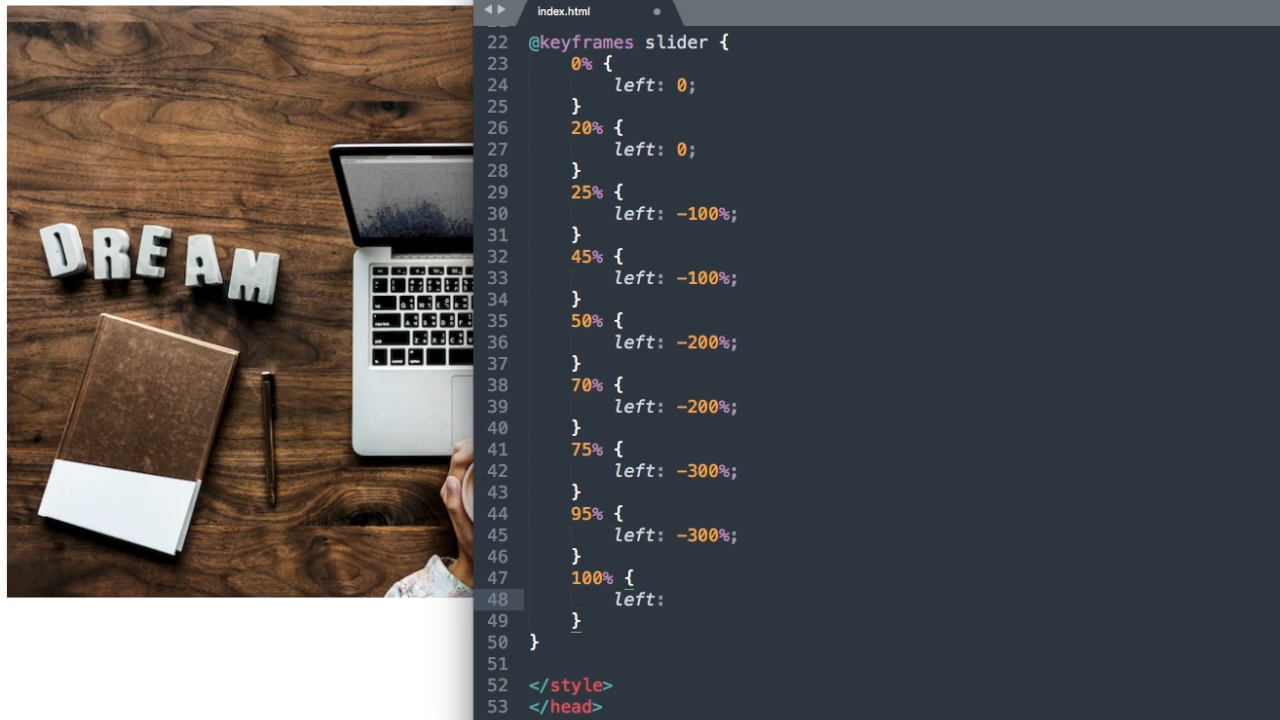 index.html
DREAM
22 @keyframes slider {
23 0% {
24 left: 0;
25 }
26 20% {
27 left: 0;
28 }
29 25% {
30 left: -100%;
31 }
32 45% {
33 left: -100%;
34 }
35 50% {
36 left: -200%;
37 }
38 70% {
39 left: -200%;
40 }
41 75% {
42 left: -300%;
43 }
44 95% {
45 left: -300%;
46 }
47 100% {
48 left:
49 }
50 }
51
52 </style>
53 </head>